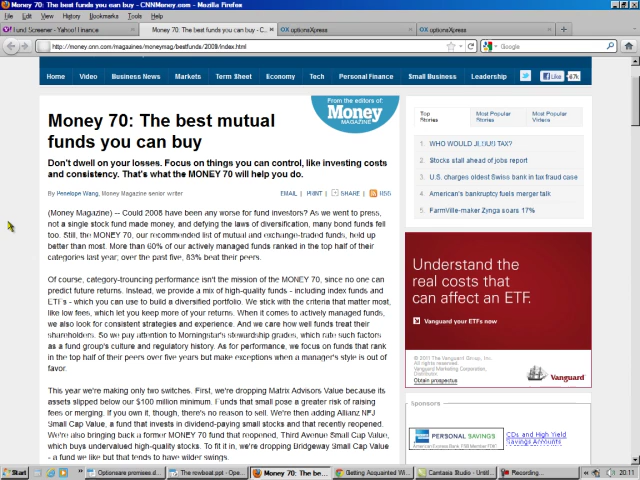 Money 70: The best funds you can buy - CNNMoney.com - Mozilla Firefox
File Edit View History Bookmarks Tools Help
Fund Screener - Yahoo! Finance
Money 70: The best funds you can buy - C...
optionsXpress
optionsXpress
http://money.cnn.com/magazines/moneymag/bestfunds/2009/index.html
Google
Home Video Business News Markets Term Sheet Economy Tech Personal Finance Small Business Leadership Like
From the editors of:
Money
MAGAZINE
Money 70: The best mutual
funds you can buy
Don't dwell on your losses. Focus on things you can control, like investing costs
and consistency. That's what the MONEY 70 will help you do.
By Penelope Wang, Money Magazine senior writer
EMAIL | PRINT | SHARE | RSS
(Money Magazine) -- Could 2008 have been any worse for fund investors? As we went to press,
not a single stock fund made money, and defying the laws of diversification, many bond funds fell
too. Still, the MONEY 70, our recommended list of mutual and exchange-traded funds, held up
better than most. More than 60% of our actively managed funds ranked in the top half of their
categories last year; over the past five, 83% beat their peers.
Of course, category-trouncing performance isn't the mission of the MONEY 70, since no one can
predict future returns. Instead, we provide a mix of high-quality funds - including index funds and
ETFs - which you can use to build a diversified portfolio. We stick with the criteria that matter most,
like low fees, which let you keep more of your returns. When it comes to actively managed funds,
we also look for consistent strategies and experience. And we care how well funds treat their
shareholders. So we pay attention to Morningstar's stewardship grades, which rate such factors
as a fund group's culture and regulatory history. As for performance, we focus on funds that rank
in the top half of their peers over five years but make exceptions when a manager's style is out of
favor.
This year we're making only two switches. First, we're dropping Matrix Advisors Value because its
assets slipped below our $100 million minimum. Funds that small pose a greater risk of raising
fees or merging. If you own it, though, there's no reason to sell. We're then adding Allianz NFJ
Small Cap Value, a fund that invests in dividend-paying small stocks and that recently reopened.
We're also bringing back a former MONEY 70 fund that reopened, Third Avenue Small Cap Value,
which buys undervalued high-quality stocks. To fit it in, we're dropping Bridgeway Small Cap Value
- a fund we like but that tends to have wider swings.
Top
Stories
Most Popular
Stories
Most Popular
Videos
1. WHO WOULD TAX?
2. Stocks stall ahead of jobs report
3. U.S. charges oldest Swiss bank in tax fraud case
4. American's bankruptcy fuels merger talk
5. FarmVille-maker Zynga soars 17%
Understand the
real costs that
can affect an ETF.
Vanguard your ETFs now
© 2011 The Vanguard Group, Inc.
All rights reserved.
Vanguard Marketing Corporation,
Distributor.
Obtain prospectus
Vanguard
Sponsors
PERSONAL SAVINGS
American Express Bank, FSB Member FDIC
CDs and High Yield
Savings Accounts
Start
Optionsare promises d...
The rowboat.ppt - Ope...
Money 70: The be...
Getting Acquainted Wi...
Camtasia Studio - Untitl...
Recording...
20:11